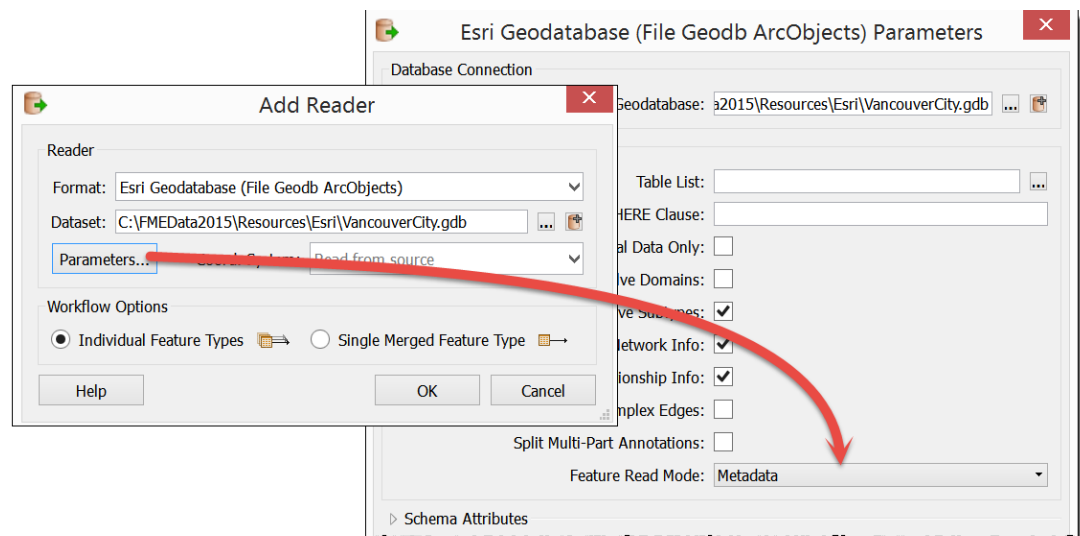 Esri Geodatabase (File Geodb ArcObjects) Parameters
Database Connection
Geodatabase: a2015\Resources\Esri\VancouverCity.gdb ...
Table List: ...
HERE Clause:
al Data Only:
ve Domains:
ve Subtypes:
Network Info:
ionship Info:
mplex Edges:
Split Multi-Part Annotations:
Feature Read Mode: Metadata
Schema Attributes
Add Reader
Reader
Format: Esri Geodatabase (File Geodb ArcObjects)
Dataset: C:\FMEData2015\Resources\Esri\VancouverCity.gdb ...
Parameters... Read from source
Workflow Options
Individual Feature Types Single Merged Feature Type
Help OK Cancel